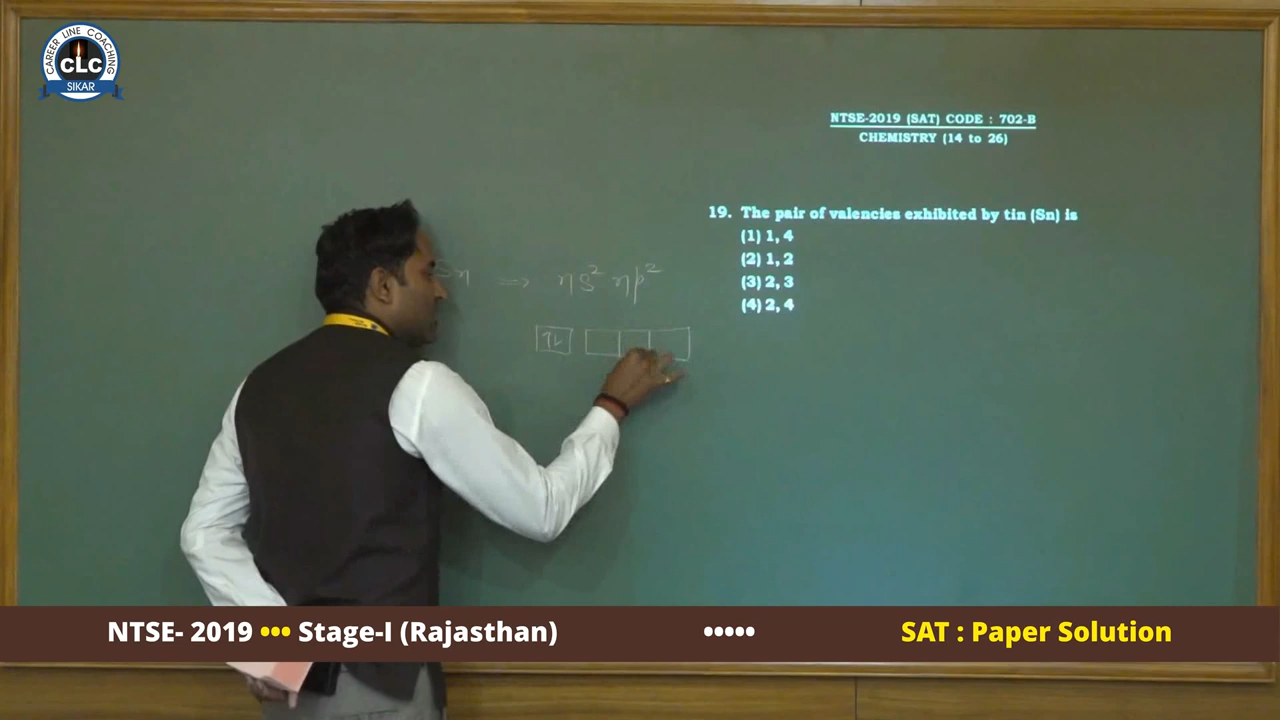 CAREER LINE COACHING
CLC
SIKAR
NTSE-2019 (SAT) CODE : 702-B
CHEMISTRY (14 to 26)
19. The pair of valencies exhibited by tin (Sn) is
(1) 1, 4
(2) 1, 2
(3) 2, 3
(4) 2, 4
Sn ⇒ ns² np²
↑↓
NTSE- 2019 ••• Stage-I (Rajasthan) ••••• SAT : Paper Solution